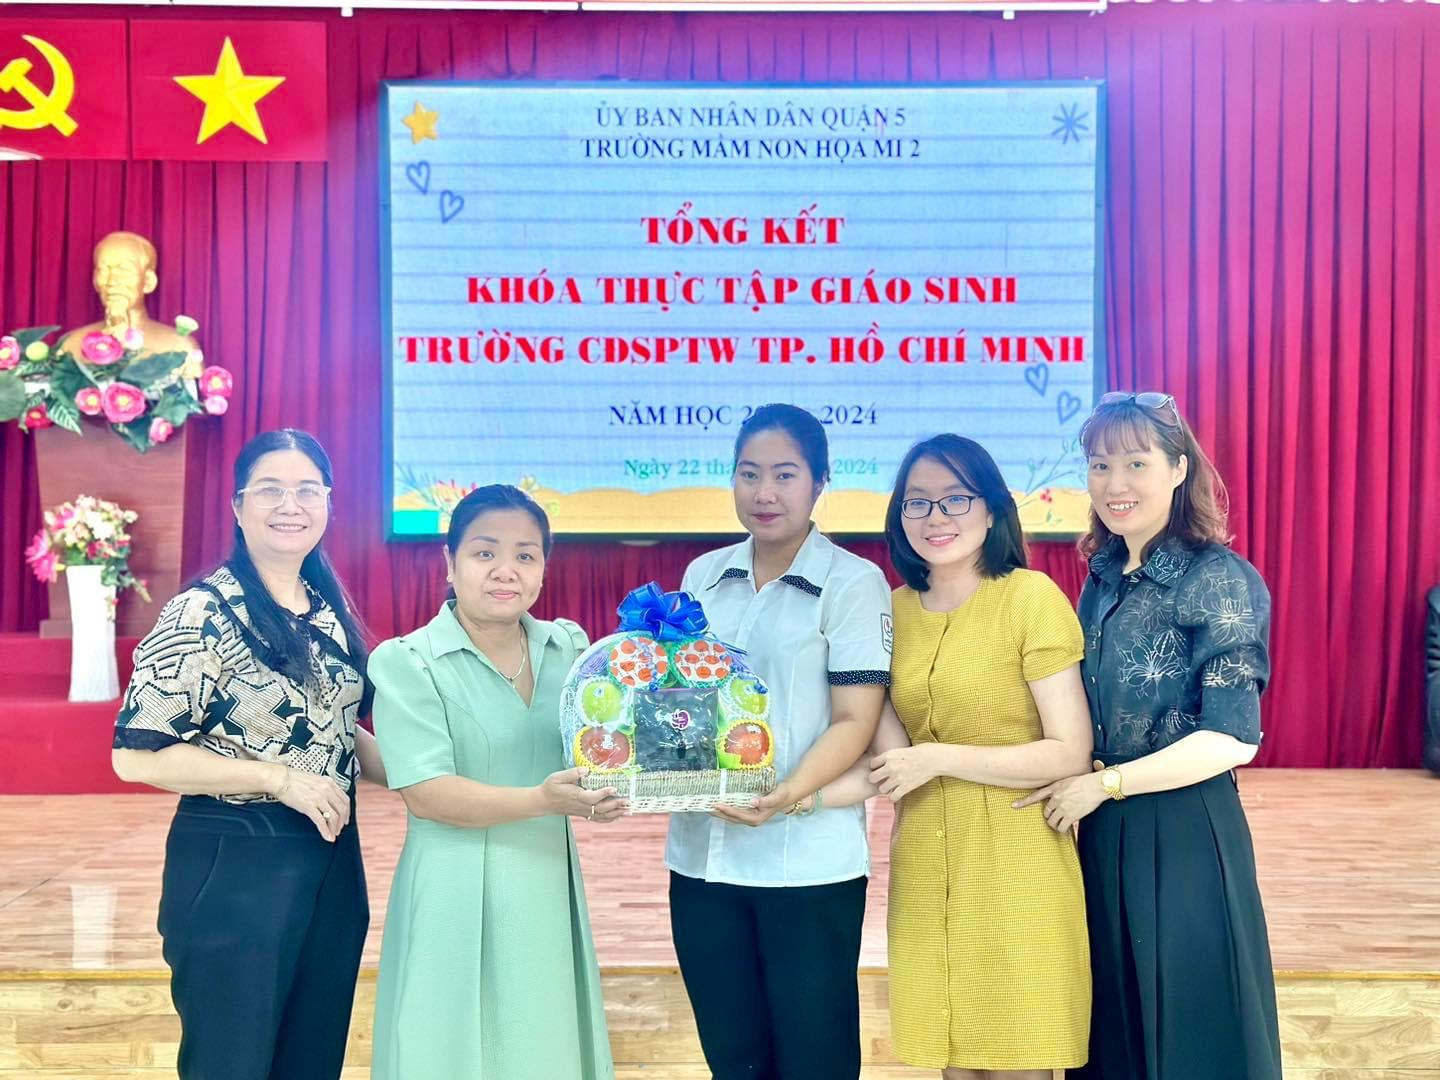 ỦY BAN NHÂN DÂN QUẬN 5
TRƯỜNG MẦM NON HỌA MI 2
TỔNG KẾT
KHÓA THỰC TẬP GIÁO SINH
TRƯỜNG CĐSPTW TP. HỒ CHÍ MINH
NĂM HỌC 2024
Ngày 22 2024